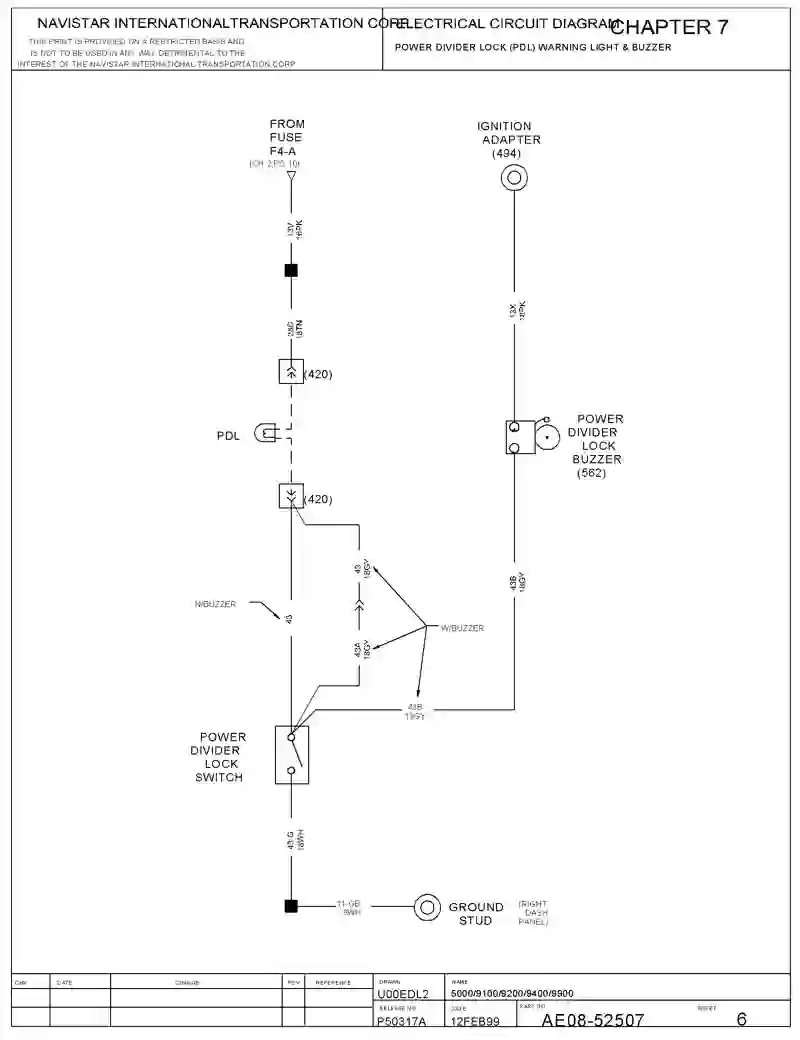 NAVISTAR INTERNATIONALTRANSPORTATION CORP.
ELECTRICAL CIRCUIT DIAGRAM
CHAPTER 7
THIS PRINT IS PROVIDED ON A RESTRICTED BASIS AND
IS NOT TO BE USED IN ANY WAY DETRIMENTAL TO THE
INTEREST OF THE NAVISTAR INTERNATIONAL TRANSPORTATION CORP
POWER DIVIDER LOCK (PDL) WARNING LIGHT & BUZZER
FROM
FUSE
F4-A
(CH 2,PG 10)
IGNITION
ADAPTER
(494)
13V
16PK
13X
18PK
18TN
(420)
PDL
POWER
DIVIDER
LOCK
BUZZER
(562)
(420)
43
18GY
43B
18GY
N/BUZZER
43
W/BUZZER
43A
18GY
43B
18GY
POWER
DIVIDER
LOCK
SWITCH
43-G
18WH
11-GB
8WH
GROUND
STUD
(RIGHT
DASH
PANEL)
DATE
CHANGE
REV
REFERENCE
DRAWN
U00EDL2
NAME
5000/9100/9200/9400/9900
RELEASE NO
P50317A
DATE
12FEB99
PART NO
AE08-52507
SHEET
6